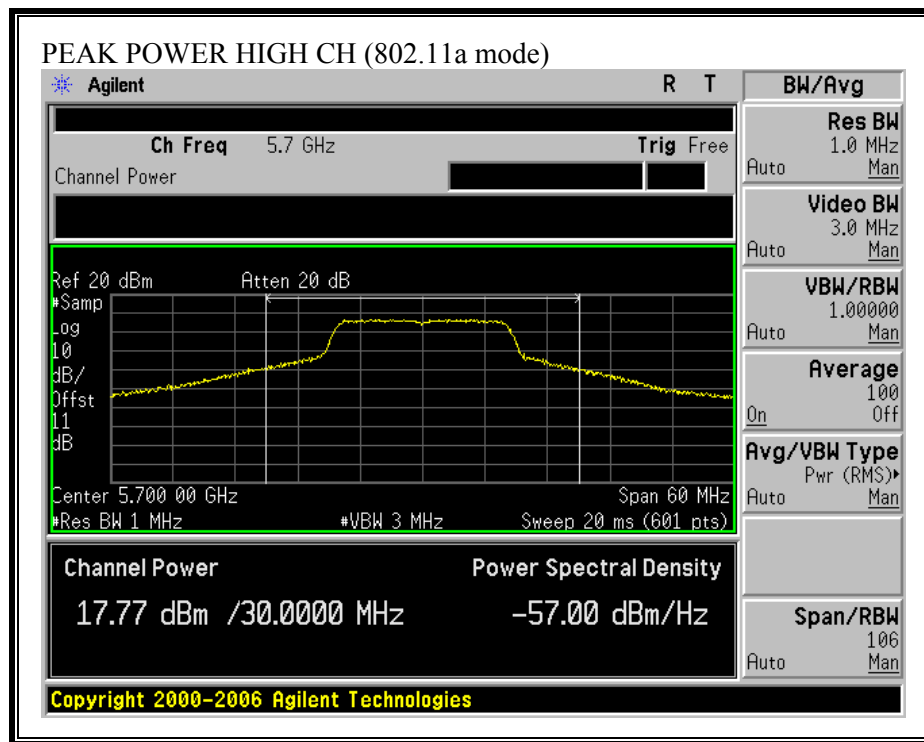 PEAK POWER HIGH CH (802.11a mode)
Agilent R T
Ch Freq 5.7 GHz Trig Free
Channel Power
Ref 20 dBm Atten 20 dB
#Samp
Log
10
dB/
Offst
11
dB
Center 5.700 00 GHz Span 60 MHz
#Res BW 1 MHz #VBW 3 MHz Sweep 20 ms (601 pts)
Channel Power Power Spectral Density
17.77 dBm /30.0000 MHz -57.00 dBm/Hz
Copyright 2000-2006 Agilent Technologies
BW/Avg
Res BW
1.0 MHz
Auto Man
Video BW
3.0 MHz
Auto Man
VBW/RBW
1.00000
Auto Man
Average
100
On Off
Avg/VBW Type
Pwr (RMS)▸
Auto Man
Span/RBW
106
Auto Man